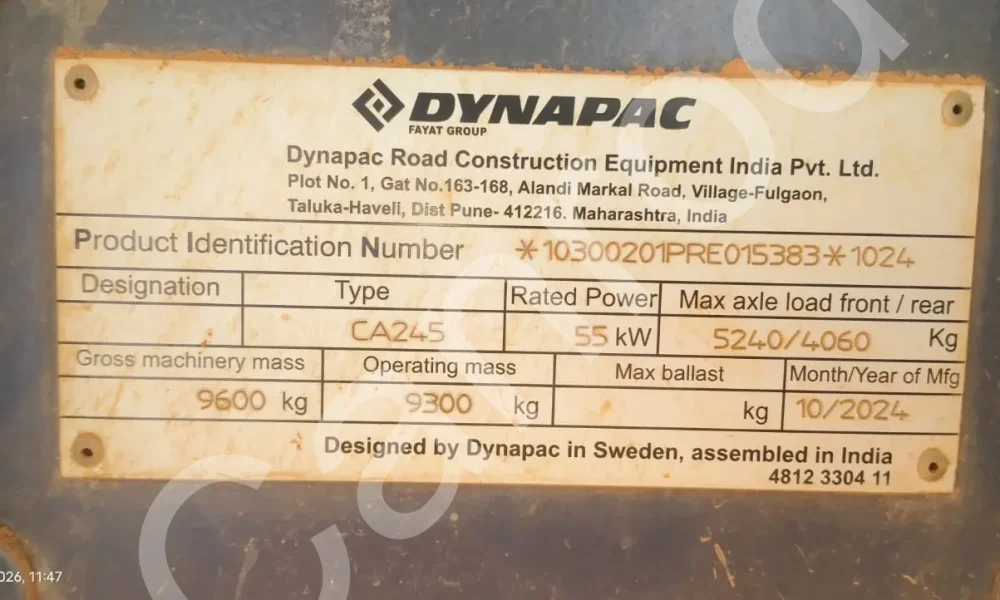 DYNAPAC
FAYAT GROUP
Dynapac Road Construction Equipment India Pvt. Ltd.
Plot No. 1, Gat No.163-168, Alandi Markal Road, Village-Fulgaon,
Taluka-Haveli, Dist Pune- 412216. Maharashtra, India
Product Identification Number *10300201PRE015383*1024
Designation Type Rated Power Max axle load front / rear
CA245 55 kW 5240/4060 Kg
Gross machinery mass Operating mass Max ballast Month/Year of Mfg
9600 kg 9300 kg kg 10/2024
Designed by Dynapac in Sweden, assembled in India
4812 3304 11
026, 11:47